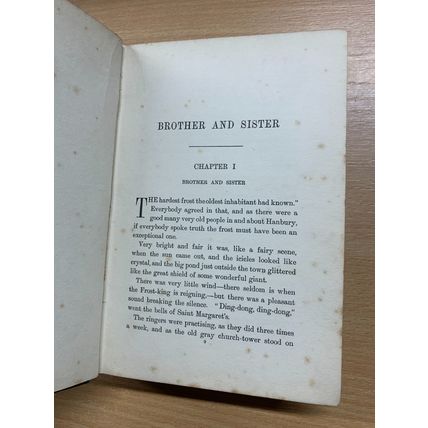 BROTHER AND SISTER
CHAPTER I
BROTHER AND SISTER
THE hardest frost the oldest inhabitant had known."
Everybody agreed in that, and as there were a
good many very old people in and about Hanbury,
if everybody spoke truth the frost must have been an
exceptional one.
Very bright and fair it was, like a fairy scene,
when the sun came out, and the icicles looked like
crystal, and the big pond just outside the town glittered
like the great shield of some wonderful giant.
There was very little wind—there seldom is when
the Frost-king is reigning,—but there was a pleasant
sound breaking the silence. "Ding-dong, ding-dong,"
went the bells of Saint Margaret's.
The ringers were practising, as they did three times
a week, and as the old gray church-tower stood on
9